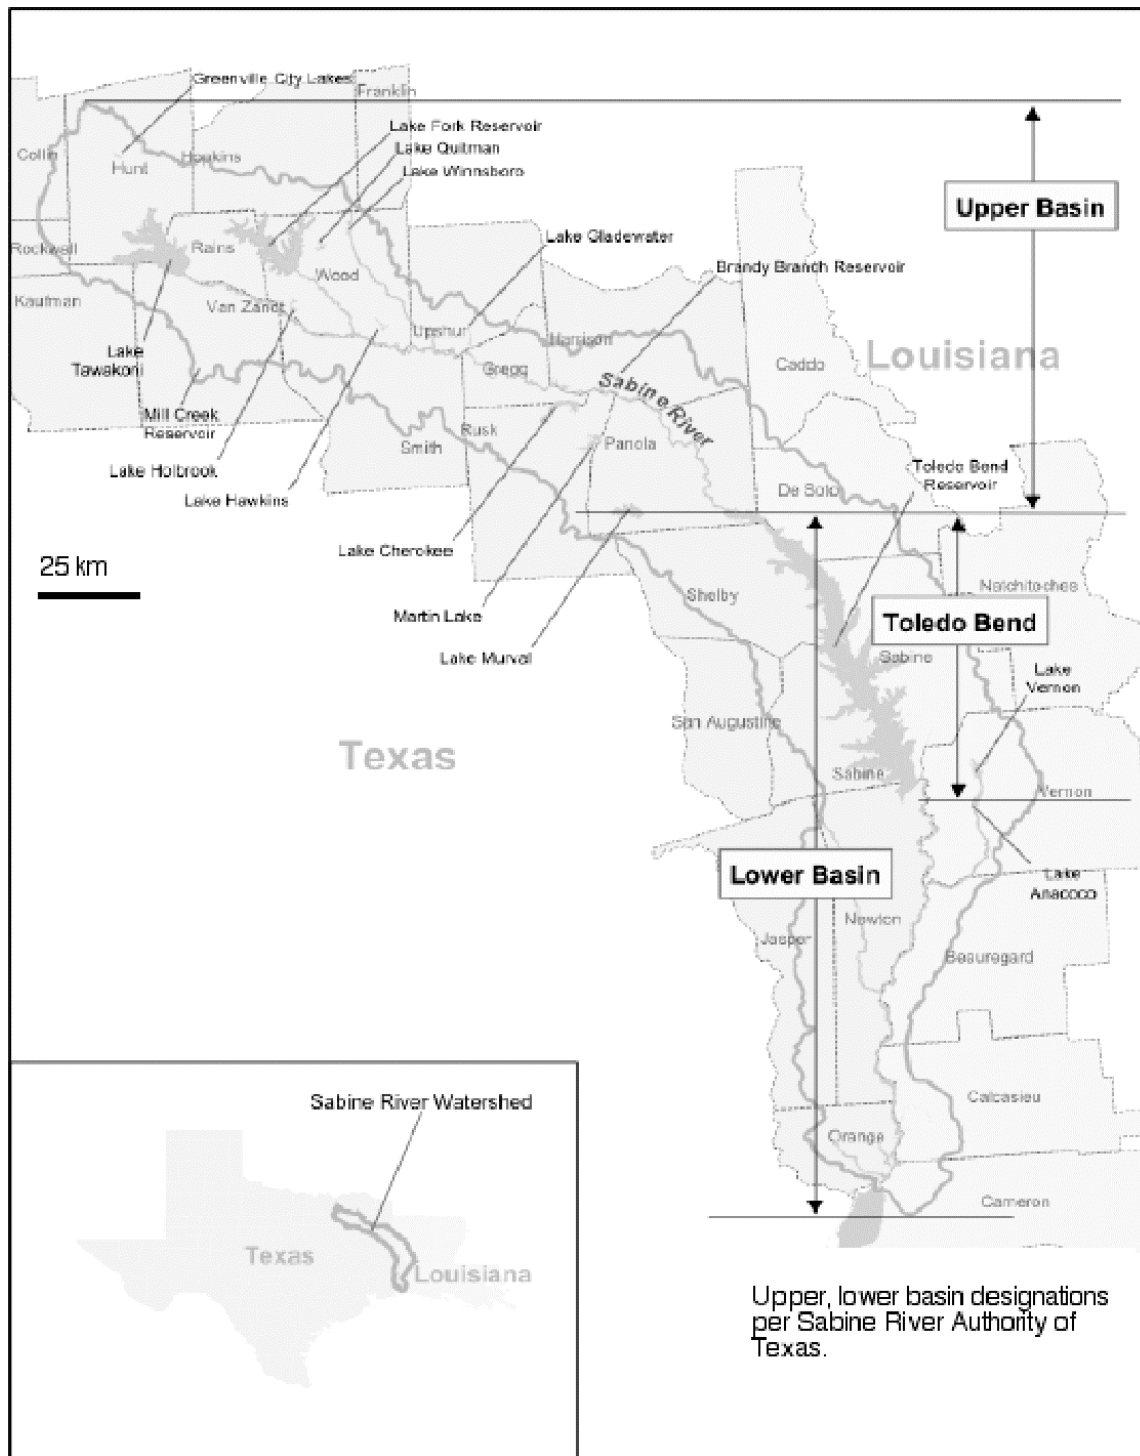 Greenville City Lakes
Franklin
Lake Fork Reservoir
Collin
Hopkins
Lake Quitman
Hunt
Lake Winnsboro
Upper Basin
Rockwall
Rains
Lake Gladewater
Wood
Brandy Branch Reservoir
Kaufman
Van Zandt
Upshur
Harrison
Louisiana
Lake
Tawakoni
Gregg
Caddo
Sabine River
Mill Creek
Reservoir
Rusk
Smith
Panola
Lake Holbrook
Toledo Bend
Reservoir
De Soto
Lake Hawkins
Lake Cherokee
25 km
Natchitoches
Shelby
Martin Lake
Toledo Bend
Lake Murval
Sabine
Lake
Vernon
San Augustine
Texas
Sabine
Vernon
Lower Basin
Lake
Anacoco
Newton
Jasper
Beauregard
Calcasieu
Orange
Cameron
Sabine River Watershed
Texas
Louisiana
Upper, lower basin designations
per Sabine River Authority of
Texas.